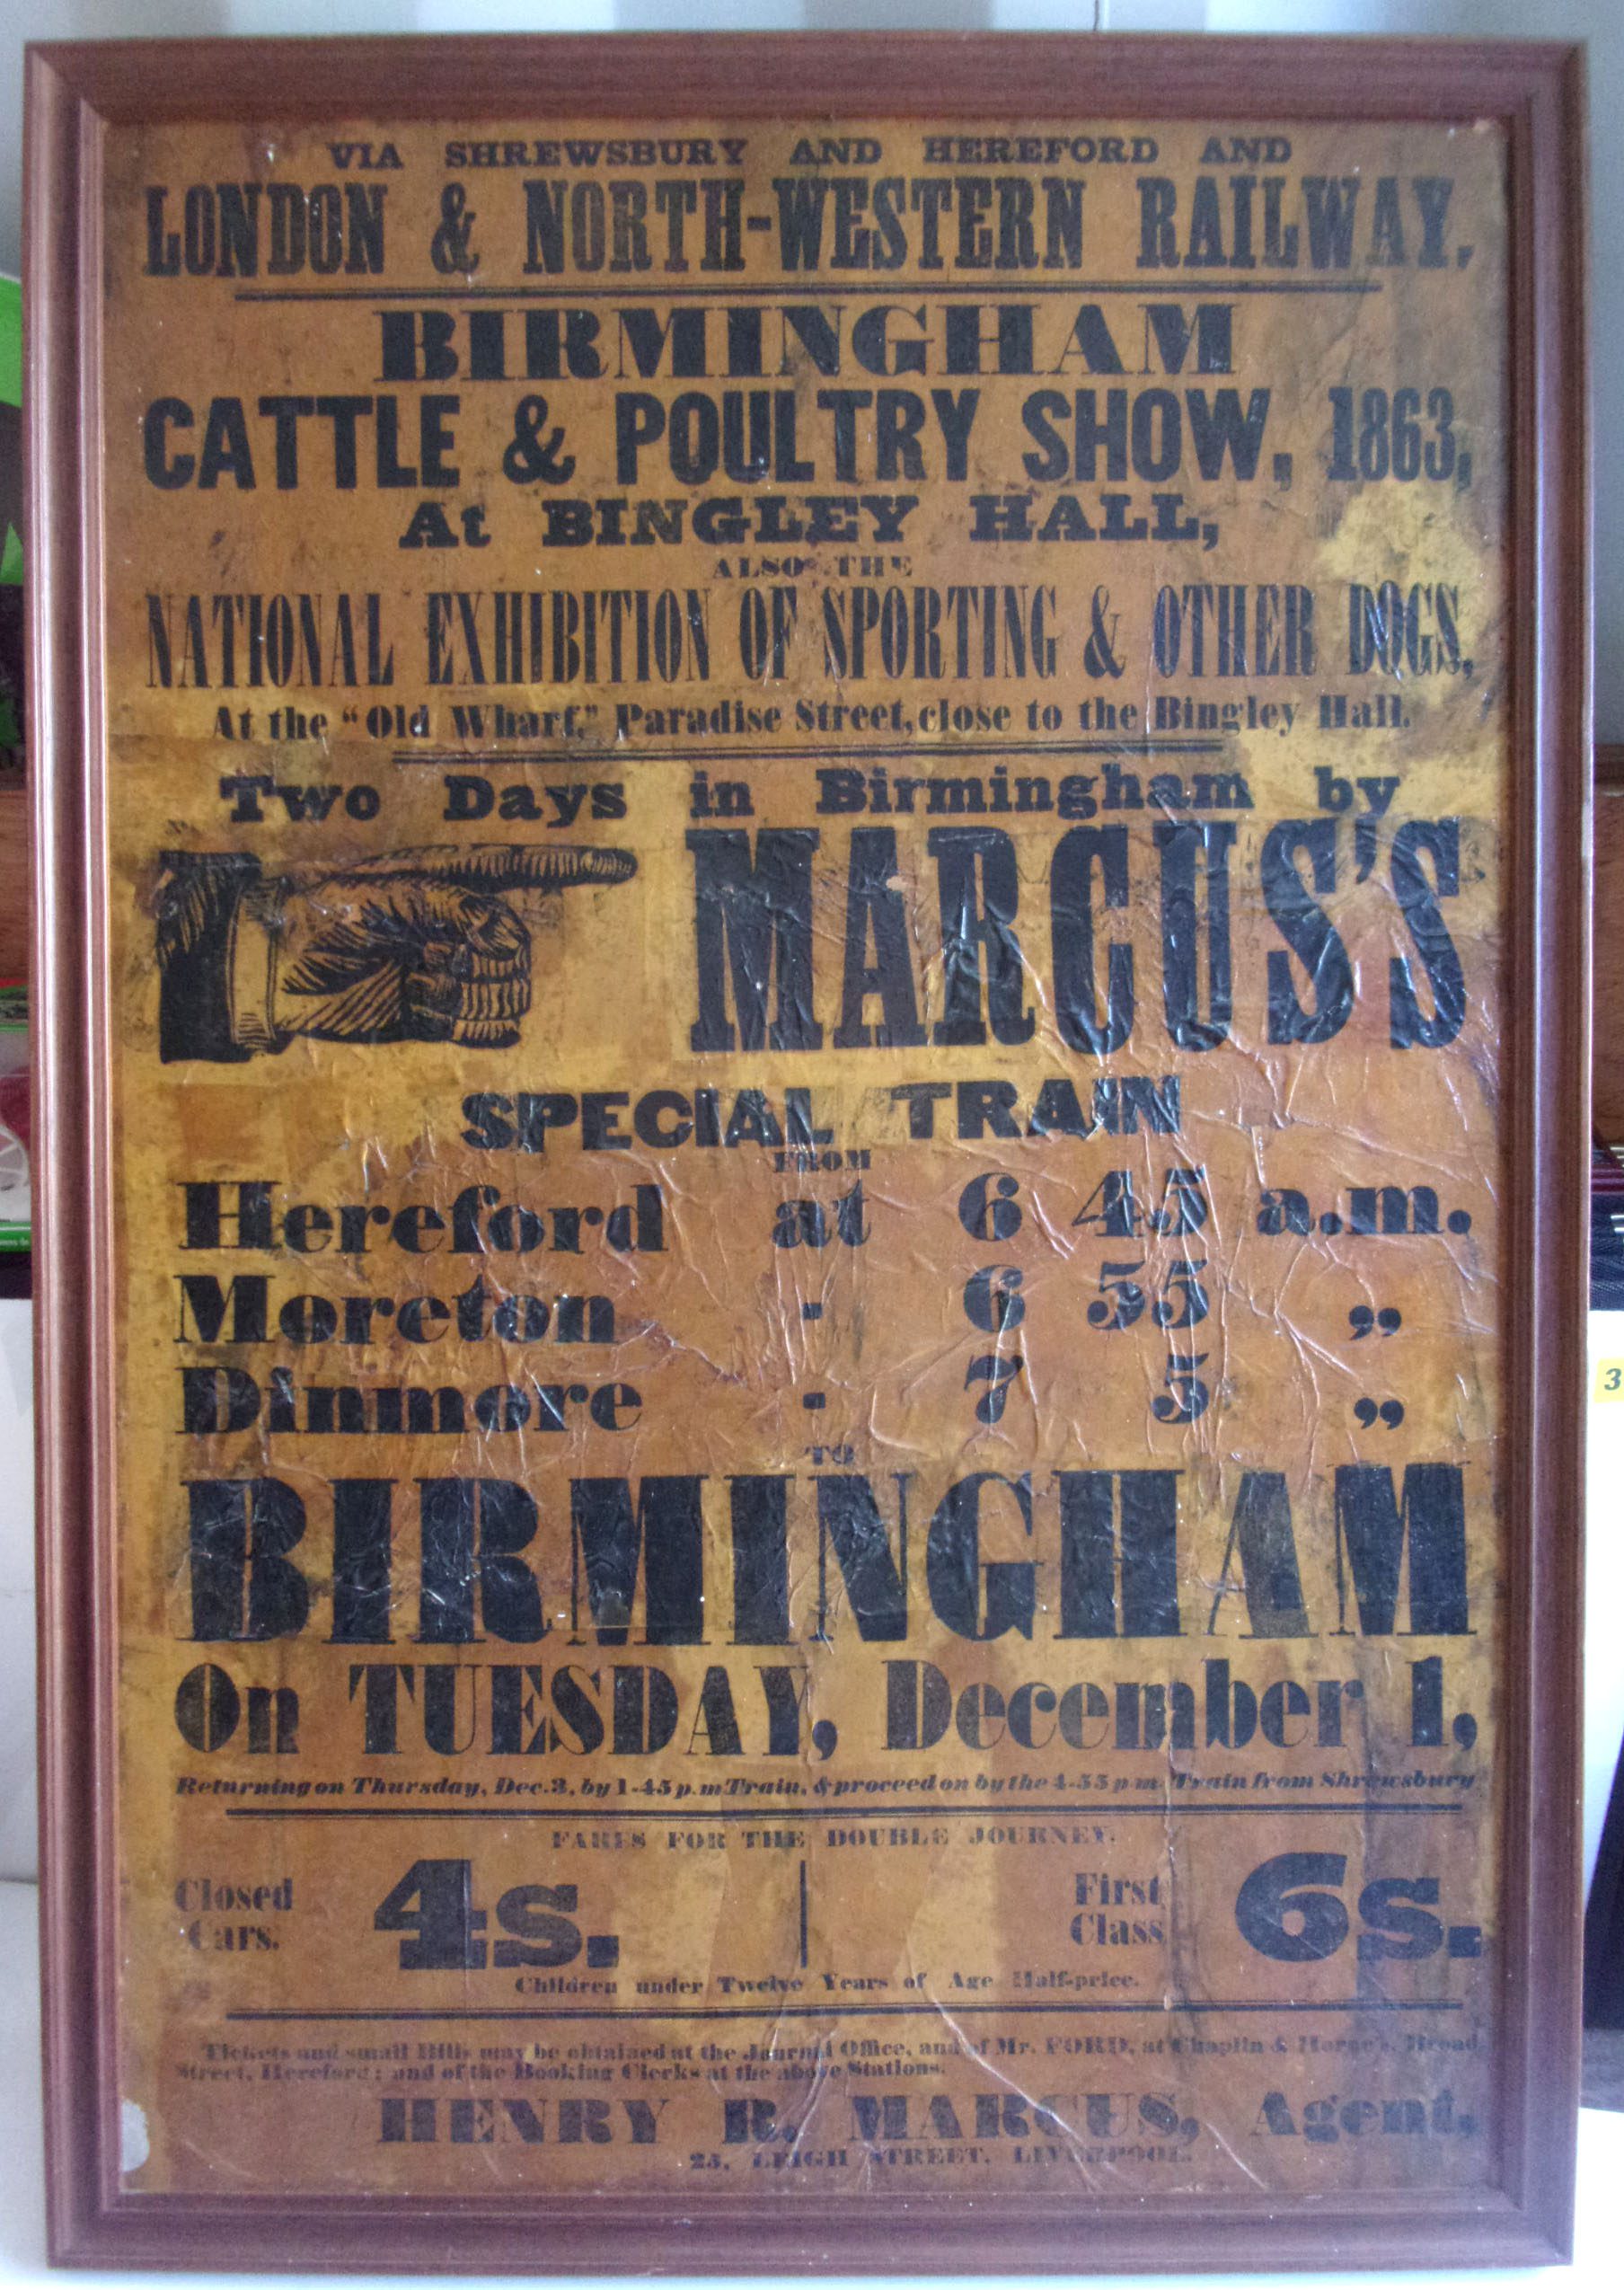 VIA SHREWSBURY AND HEREFORD AND
LONDON & NORTH-WESTERN RAILWAY.
BIRMINGHAM
CATTLE & POULTRY SHOW, 1863,
At BINGLEY HALL,
ALSO THE
NATIONAL EXHIBITION OF SPORTING & OTHER DOGS,
At the “Old Wharf,” Paradise Street, close to the Bingley Hall.
Two Days in Birmingham by
MARCUS'S
SPECIAL TRAIN
FROM
Hereford at 6 45 a.m.
Moreton - 6 55 „
Dinmore - 7 5 „
TO
BIRMINGHAM
On TUESDAY, December 1,
Returning on Thursday, Dec. 3, by 1-45 p.m Train, & proceed on by the 4-55 p m Train from Shrewsbury
FARES FOR THE DOUBLE JOURNEY.
Closed Cars. 4s. First Class 6s.
Children under Twelve Years of Age Half-price.
Tickets and small Bills may be obtained at the Journal Office, and of Mr. FORD, at Chaplin & Horne's, Broad
Street, Hereford; and of the Booking Clerks at the above Stations.
HENRY R. MARCUS, Agent,
25, LEIGH STREET, LIVERPOOL.
3